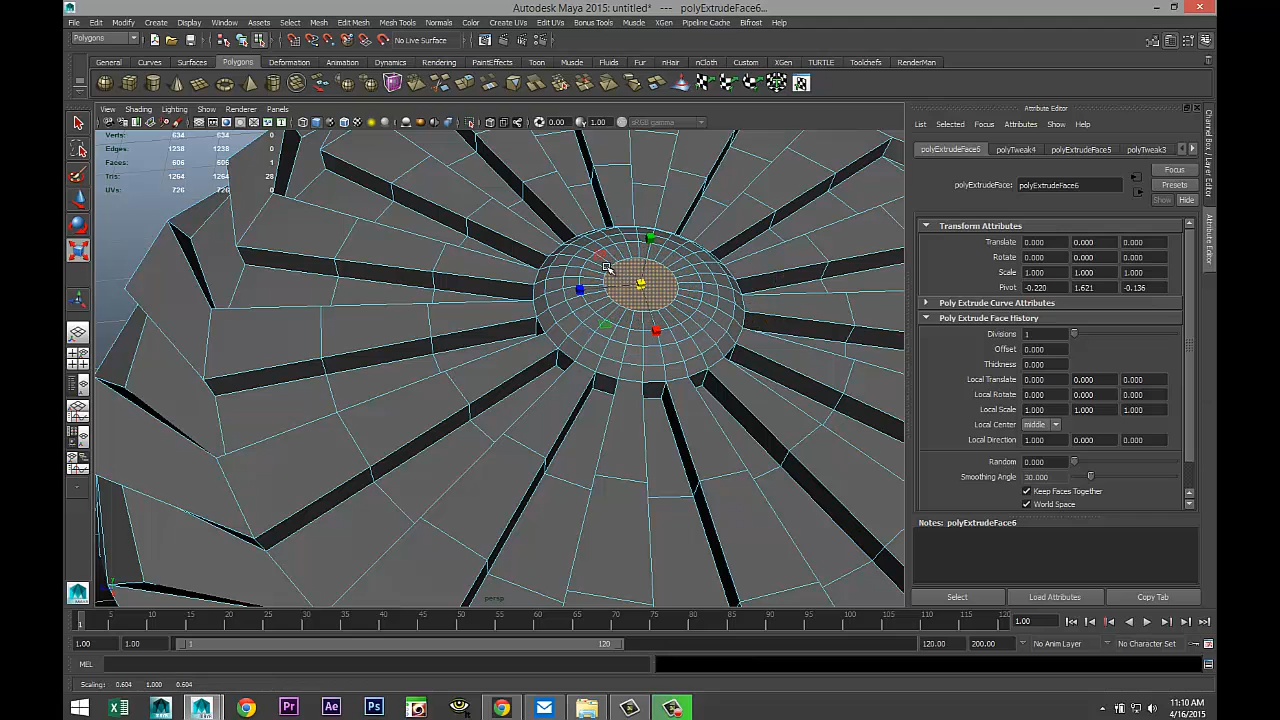 Autodesk Maya 2015: untitled* --- polyExtrudeFace6...
File Edit Modify Create Display Window Assets Select Mesh Edit Mesh Mesh Tools Normals Color Create UVs Edit UVs Bonus Tools Muscle XGen Pipeline Cache Bifrost Help
Polygons No Live Surface
General Curves Surfaces Polygons Deformation Animation Dynamics Rendering PaintEffects Toon Muscle Fluids Fur nHair nCloth Custom XGen TURTLE Toolchefs RenderMan
View Shading Lighting Show Renderer Panels
0.00 1.00 sRGB gamma
Verts: 634 634 0
Edges: 1238 1238 0
Faces: 606 606 1
Tris: 1264 1264 28
UVs: 726 726 0
persp
Attribute Editor
List Selected Focus Attributes Show Help
polyExtrudeFace6 polyTweak4 polyExtrudeFace5 polyTweak3
Focus
polyExtrudeFace: polyExtrudeFace6 Presets
Show Hide
Transform Attributes
Translate 0.000 0.000 0.000
Rotate 0.000 0.000 0.000
Scale 1.000 1.000 1.000
Pivot -0.220 1.621 -0.136
Poly Extrude Curve Attributes
Poly Extrude Face History
Divisions 1
Offset 0.000
Thickness 0.000
Local Translate 0.000 0.000 0.000
Local Rotate 0.000 0.000 0.000
Local Scale 1.000 1.000 1.000
Local Center middle
Local Direction 1.000 0.000 0.000
Random 0.000
Smoothing Angle 30.000
Keep Faces Together
World Space
Notes: polyExtrudeFace6
Select Load Attributes Copy Tab
Channel Box / Layer Editor
Attribute Editor
1 5 10 15 20 25 30 35 40 45 50 55 60 65 70 75 80 85 90 95 100 105 110 115 120 1.00
1.00 1.00 1 120 120.00 200.00 No Anim Layer No Character Set
MEL
Scaling: 0.604 1.000 0.604
Pr Ae Ps
11:10 AM
4/16/2015